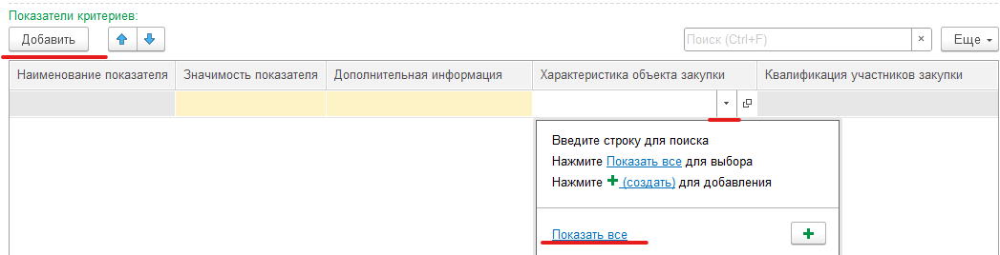 Показатели критериев:
Добавить
Поиск (Ctrl+F)
×
Еще
Наименование показателя
Значимость показателя
Дополнительная информация
Характеристика объекта закупки
Квалификация участников закупки
Введите строку для поиска
Нажмите Показать все для выбора
Нажмите + (создать) для добавления
Показать все
+